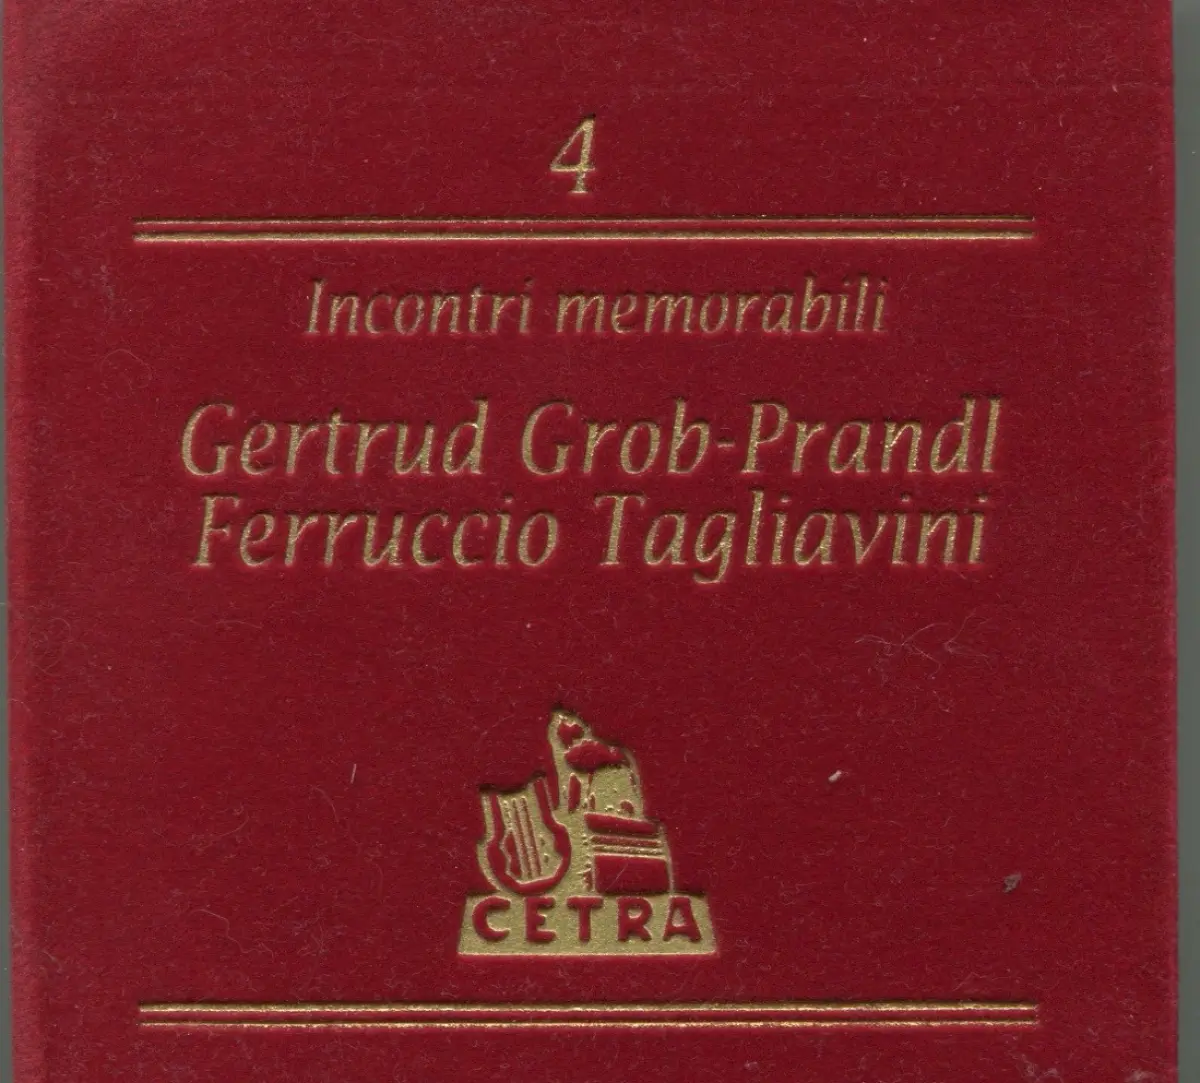 4
Incontri memorabili
Gertrud Grob-Prandl
Ferruccio Tagliavini
CETRA